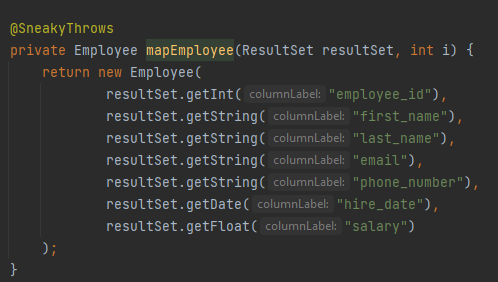 @SneakyThrows
private Employee mapEmployee(ResultSet resultSet, int i) {
return new Employee(
resultSet.getInt( columnLabel: "employee_id"),
resultSet.getString( columnLabel: "first_name"),
resultSet.getString( columnLabel: "last_name"),
resultSet.getString( columnLabel: "email"),
resultSet.getString( columnLabel: "phone_number"),
resultSet.getDate( columnLabel: "hire_date"),
resultSet.getFloat( columnLabel: "salary")
);
}